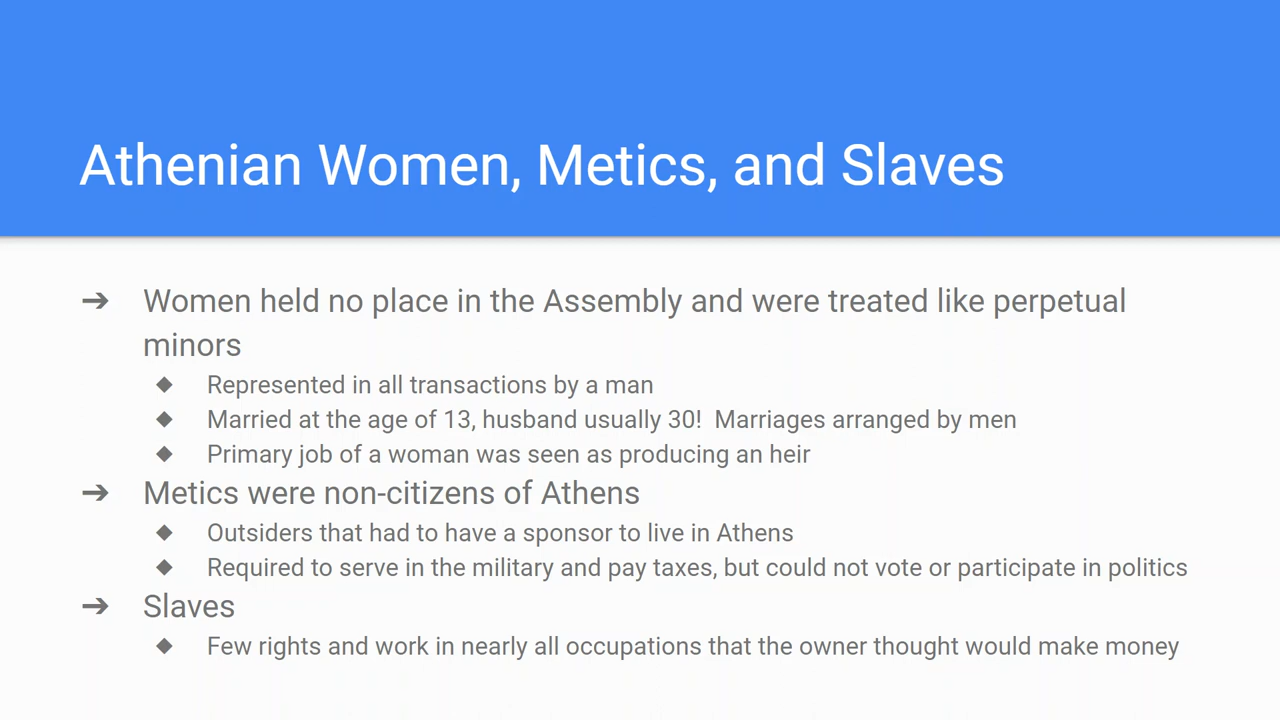 Athenian Women, Metics, and Slaves
➔ Women held no place in the Assembly and were treated like perpetual
minors
◆ Represented in all transactions by a man
◆ Married at the age of 13, husband usually 30!  Marriages arranged by men
◆ Primary job of a woman was seen as producing an heir
➔ Metics were non-citizens of Athens
◆ Outsiders that had to have a sponsor to live in Athens
◆ Required to serve in the military and pay taxes, but could not vote or participate in politics
➔ Slaves
◆ Few rights and work in nearly all occupations that the owner thought would make money